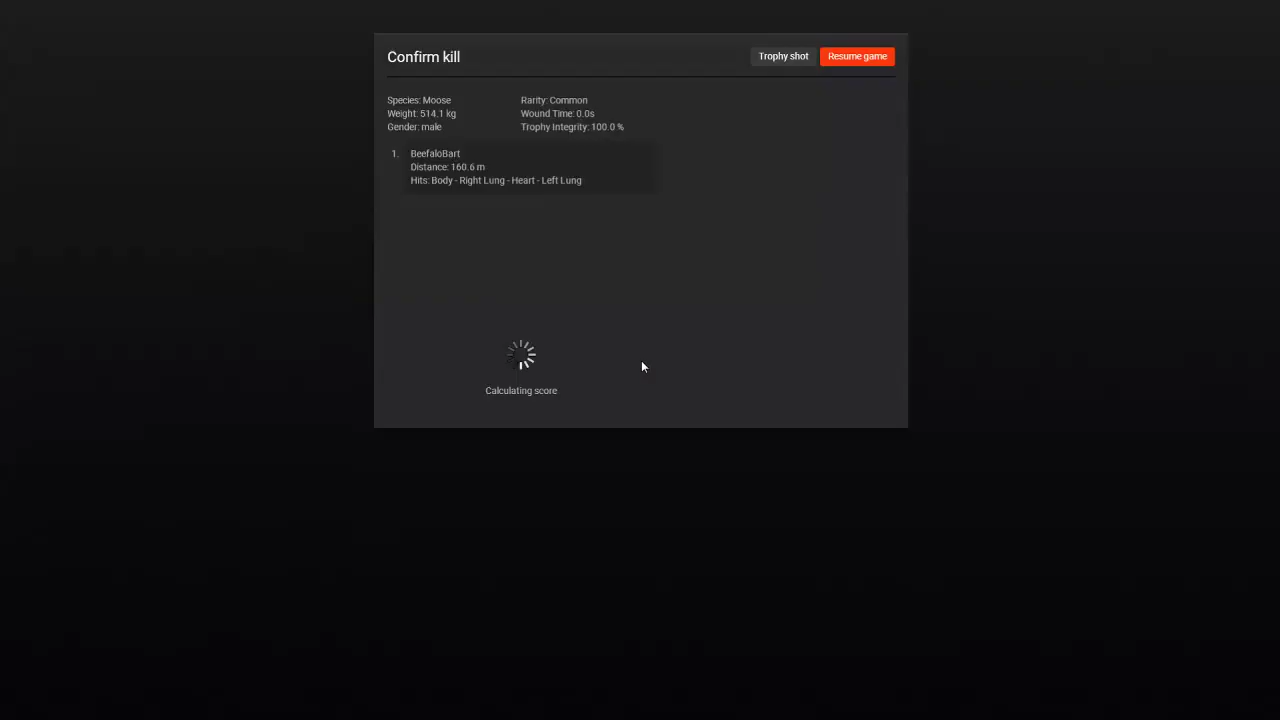 Confirm kill
Trophy shot
Resume game
Species: Moose
Rarity: Common
Weight: 514.1 kg
Wound Time: 0.0s
Gender: male
Trophy Integrity: 100.0 %
1. BeefaloBart
Distance: 160.6 m
Hits: Body - Right Lung - Heart - Left Lung
Calculating score